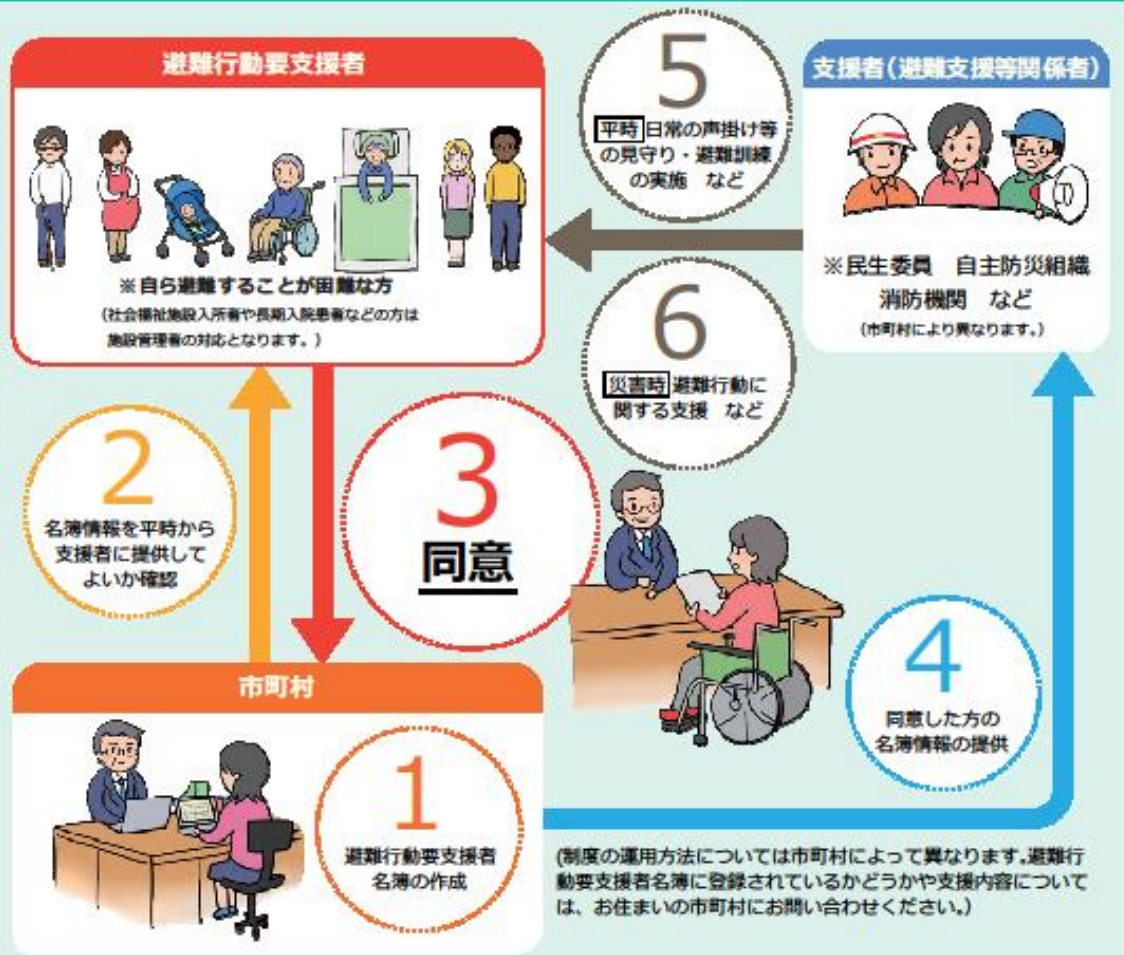 避難行動要支援者
※自ら避難することが困難な方
(社会福祉施設入所者や長期入院患者などの方は
施設管理者の対応となります。)
5
平時 日常の声掛け等
の見守り・避難訓練
の実施 など
支援者(避難支援等関係者)
※民生委員 自主防災組織
消防機関 など
(市町村により異なります。)
6
災害時 避難行動に
関する支援 など
2
名簿情報を平時から
支援者に提供して
よいか確認
3
同意
4
同意した方の
名簿情報の提供
市町村
1
避難行動要支援者
名簿の作成
(制度の運用方法については市町村によって異なります。避難行
動要支援者名簿に登録されているかどうかや支援内容について
は、お住まいの市町村にお問い合わせください。)